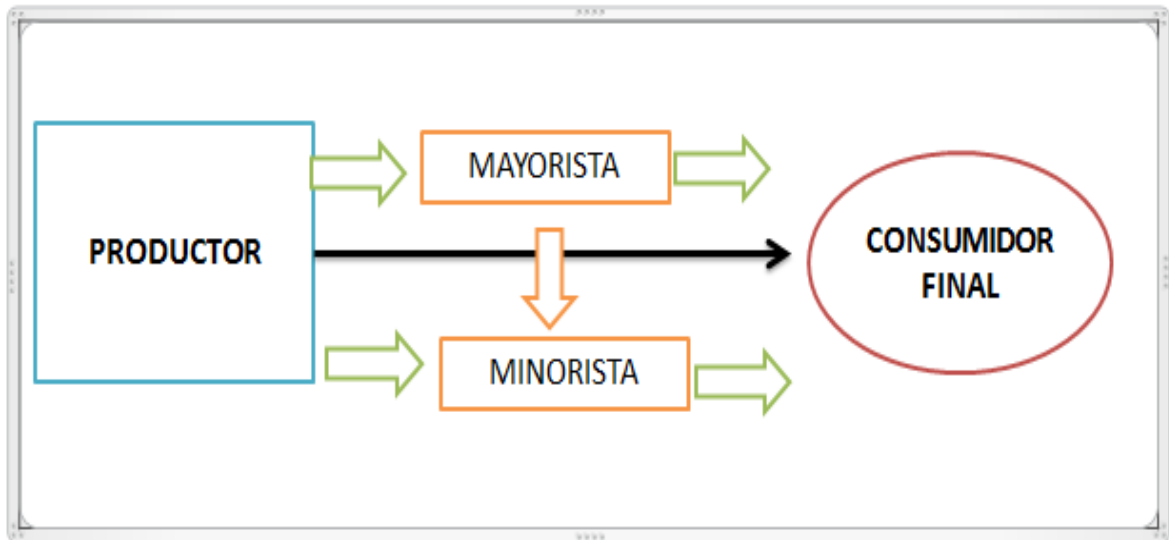 MAYORISTA
PRODUCTOR
CONSUMIDOR
FINAL
MINORISTA